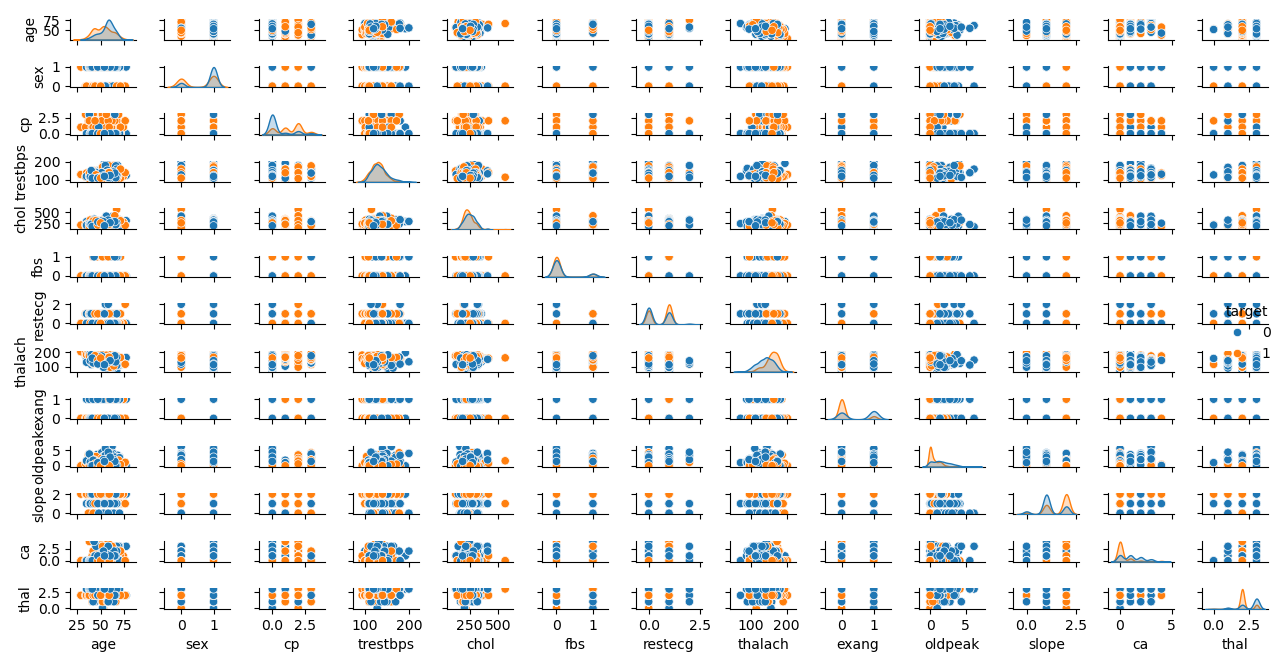 age 75 50
sex 1 0
cp 2.5 0.0
trestbps 200 100
chol 500 250
fbs 1 0
restecg 2 0
target
0
1
thalach 200 100
exang 1 0
oldpeak 5 0
slope 2 0
ca 2.5 0.0
thal 2.5 0.0
25 50 75 0 1 0.0 2.5 100 200 250 500 0 1 0.0 2.5 100 200 0 1 0 5 0.0 2.5 0 5 0.0 2.5
age sex cp trestbps chol fbs restecg thalach exang oldpeak slope ca thal